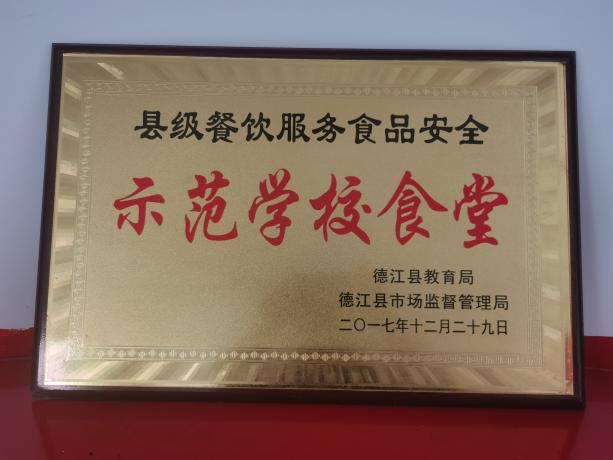 县级餐饮服务食品安全
示范学校食堂
德江县教育局
德江县市场监督管理局
二〇一七年十二月二十九日